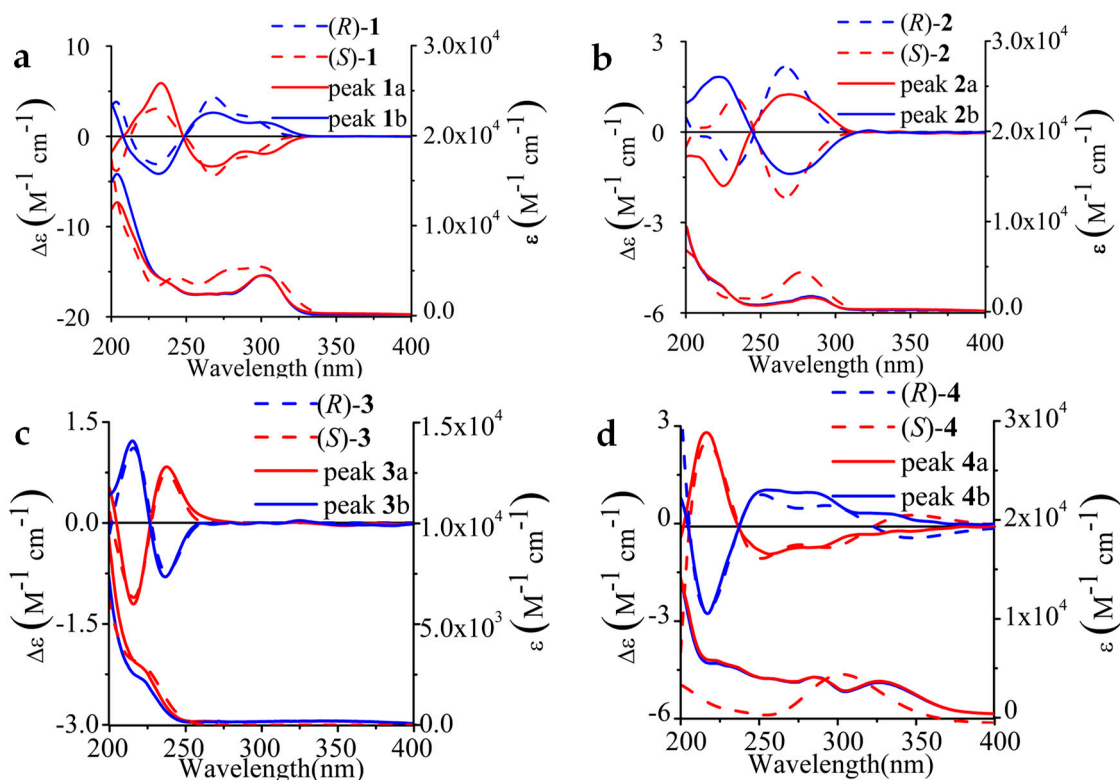 a
(R)-1
(S)-1
peak 1a
peak 1b
10
0
-10
-20
Δε (M⁻¹ cm⁻¹)
3.0x10⁴
2.0x10⁴
1.0x10⁴
0.0
ε (M⁻¹ cm⁻¹)
200 250 300 350 400
Wavelength (nm)
b
(R)-2
(S)-2
peak 2a
peak 2b
3
0
-3
-6
Δε (M⁻¹ cm⁻¹)
3.0x10⁴
2.0x10⁴
1.0x10⁴
0.0
ε (M⁻¹ cm⁻¹)
200 250 300 350 400
Wavelength (nm)
c
(R)-3
(S)-3
peak 3a
peak 3b
1.5
0.0
-1.5
-3.0
Δε (M⁻¹ cm⁻¹)
1.5x10⁴
1.0x10⁴
5.0x10³
0.0
ε (M⁻¹ cm⁻¹)
200 250 300 350 400
Wavelength(nm)
d
(R)-4
(S)-4
peak 4a
peak 4b
3
0
-3
-6
Δε (M⁻¹ cm⁻¹)
3x10⁴
2x10⁴
1x10⁴
0
ε (M⁻¹ cm⁻¹)
200 250 300 350 400
Wavelength(nm)